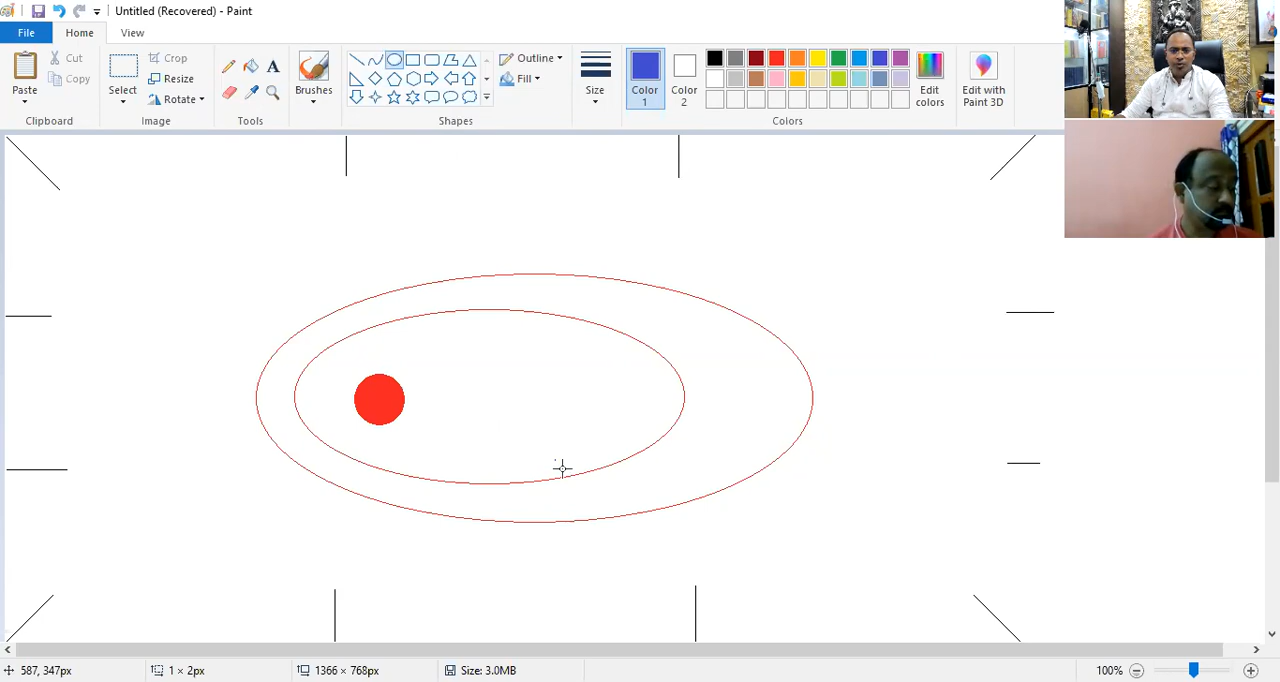 Untitled (Recovered) - Paint
File Home View
Paste
Cut
Copy
Clipboard
Select
Crop
Resize
Rotate
Image
A
Tools
Brushes
Outline
Fill
Shapes
Size
Color 1
Color 2
Edit colors
Colors
Edit with Paint 3D
587, 347px
1 × 2px
1366 × 768px
Size: 3.0MB
100%